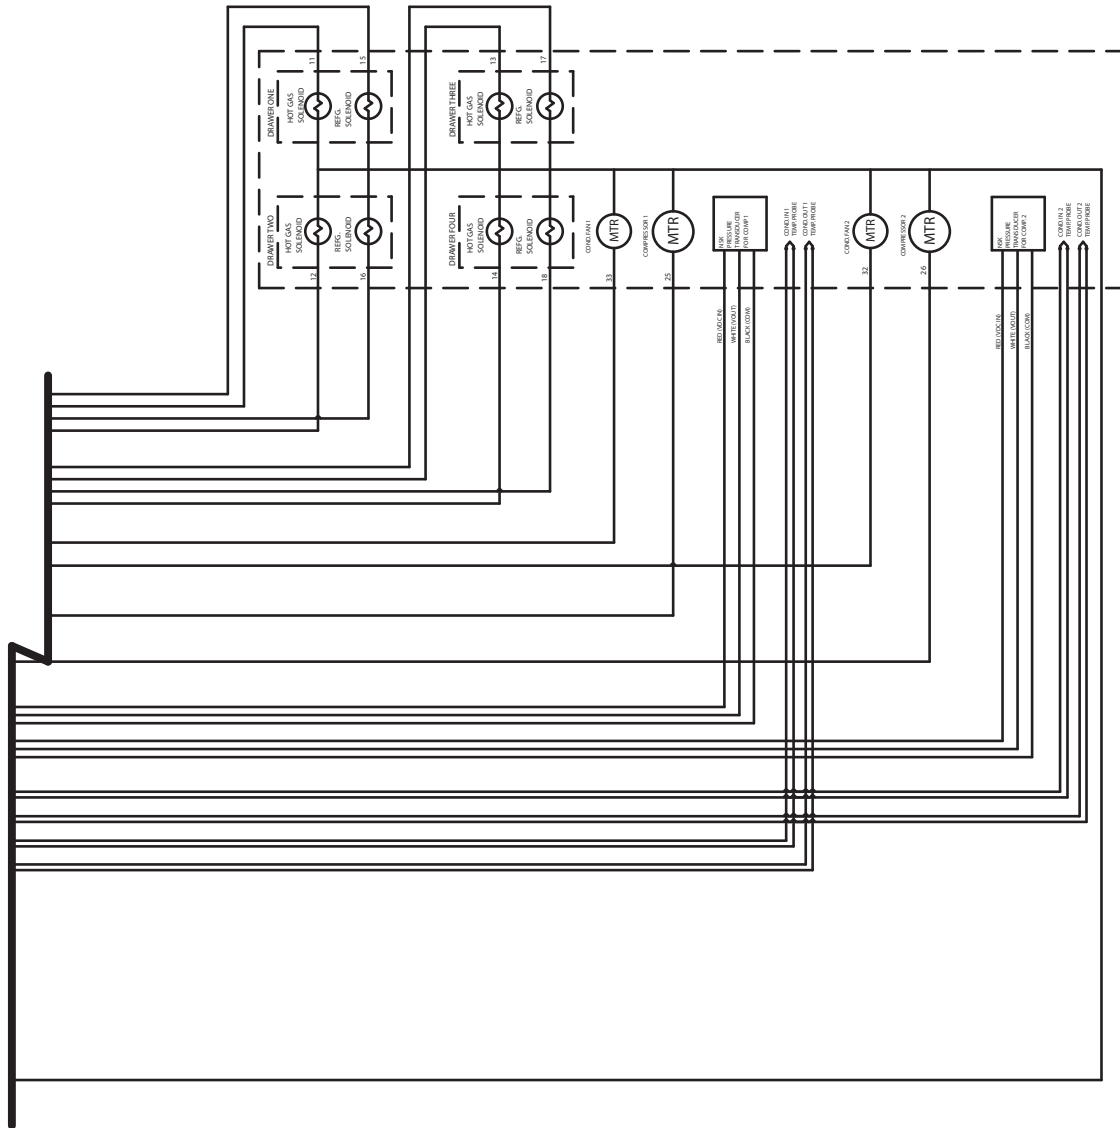 11
15
13
17
DRAWER ONE
HOT GAS
SOLENOID
REFG.
SOLENOID
DRAWER THREE
HOT GAS
SOLENOID
REFG.
SOLENOID
DRAWER TWO
HOT GAS
SOLENOID
REFG.
SOLENOID
12
16
DRAWER FOUR
HOT GAS
SOLENOID
REFG.
SOLENOID
14
18
COND.FAN 1
MTR
33
COMPRESSOR 1
MTR
25
NSK
PRESSURE
TRANSDUCER
FOR COMP. 1
RED (VDC IN)
WHITE (VOUT)
BLACK (COM)
COND. IN 1
TEMP. PROBE
COND. OUT 1
TEMP. PROBE
COND.FAN 2
MTR
32
COMPRESSOR 2
MTR
26
NSK
PRESSURE
TRANSDUCER
FOR COMP. 2
RED (VDC IN)
WHITE (VOUT)
BLACK (COM)
COND. IN 2
TEMP. PROBE
COND. OUT 2
TEMP. PROBE